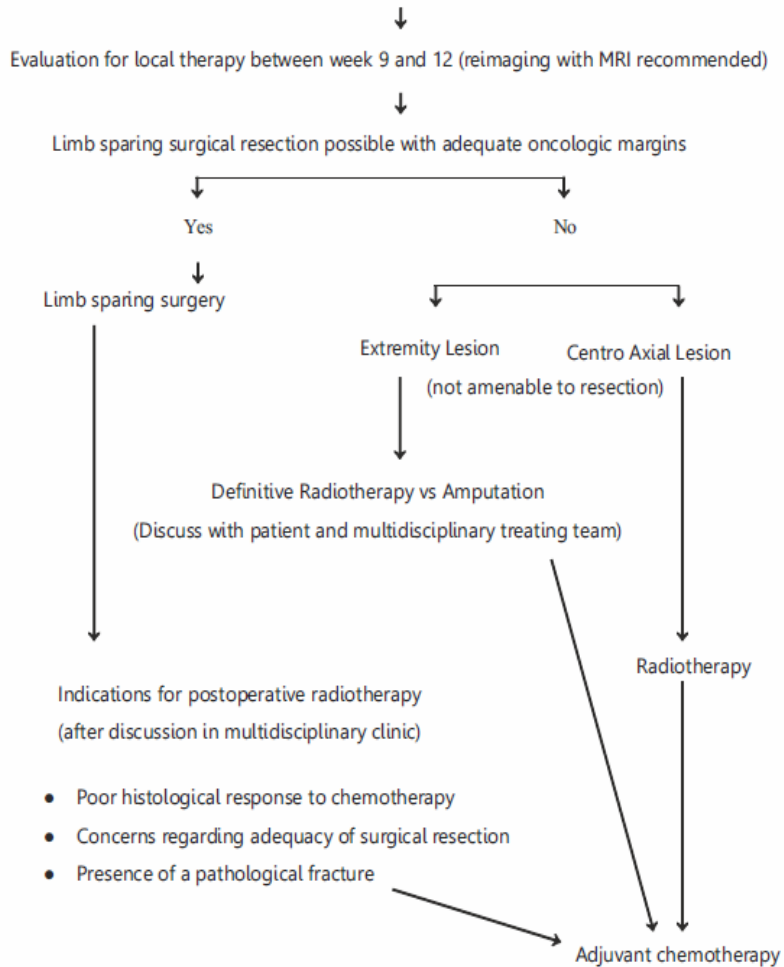 Evaluation for local therapy between week 9 and 12 (reimaging with MRI recommended)
Limb sparing surgical resection possible with adequate oncologic margins
Yes
No
Limb sparing surgery
Extremity Lesion
Centro Axial Lesion
(not amenable to resection)
Definitive Radiotherapy vs Amputation
(Discuss with patient and multidisciplinary treating team)
Radiotherapy
Indications for postoperative radiotherapy
(after discussion in multidisciplinary clinic)
● Poor histological response to chemotherapy
● Concerns regarding adequacy of surgical resection
● Presence of a pathological fracture
Adjuvant chemotherapy